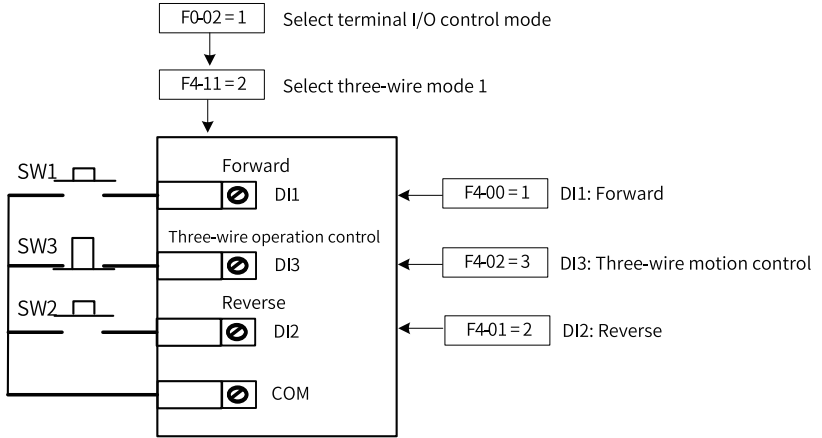 F0-02 = 1 Select terminal I/O control mode
F4-11 = 2 Select three-wire mode 1
SW1 Forward
DI1 F4-00 = 1 DI1: Forward
SW3 Three-wire operation control
DI3 F4-02 = 3 DI3: Three-wire motion control
SW2 Reverse
DI2 F4-01 = 2 DI2: Reverse
COM